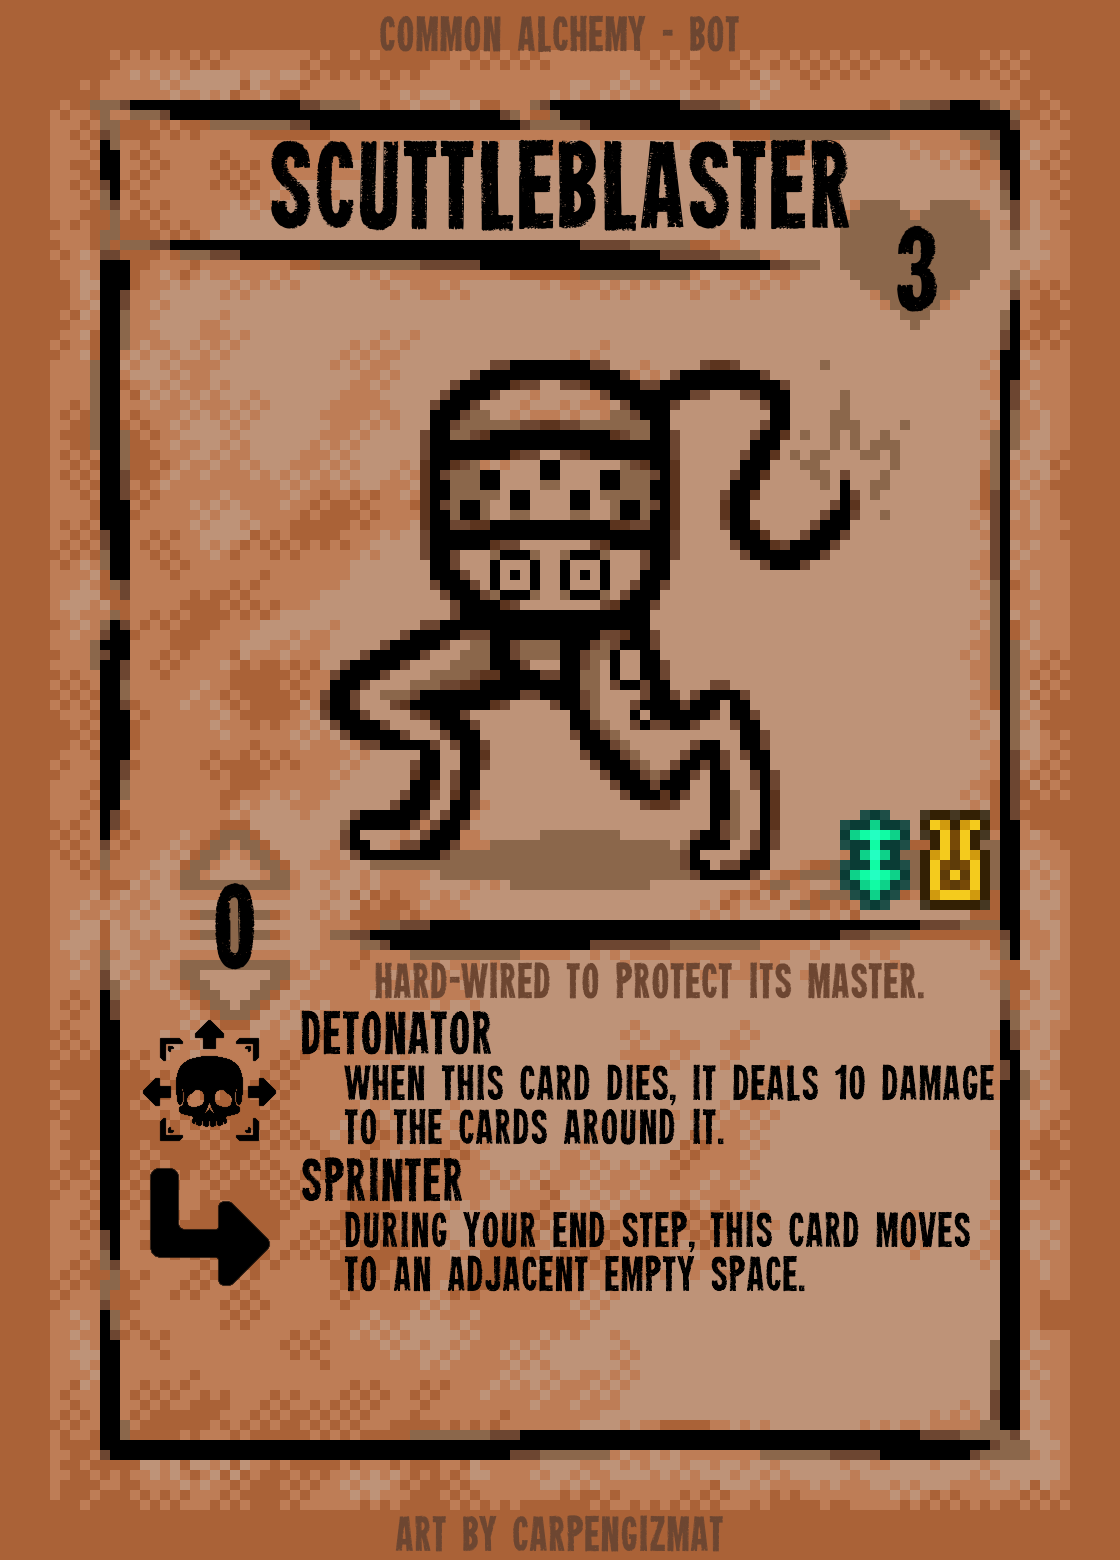 COMMON ALCHEMY - BOT
SCUTTLEBLASTER
3
0
HARD-WIRED TO PROTECT ITS MASTER.
DETONATOR
WHEN THIS CARD DIES, IT DEALS 10 DAMAGE
TO THE CARDS AROUND IT.
SPRINTER
DURING YOUR END STEP, THIS CARD MOVES
TO AN ADJACENT EMPTY SPACE.
ART BY CARPENGIZMAT